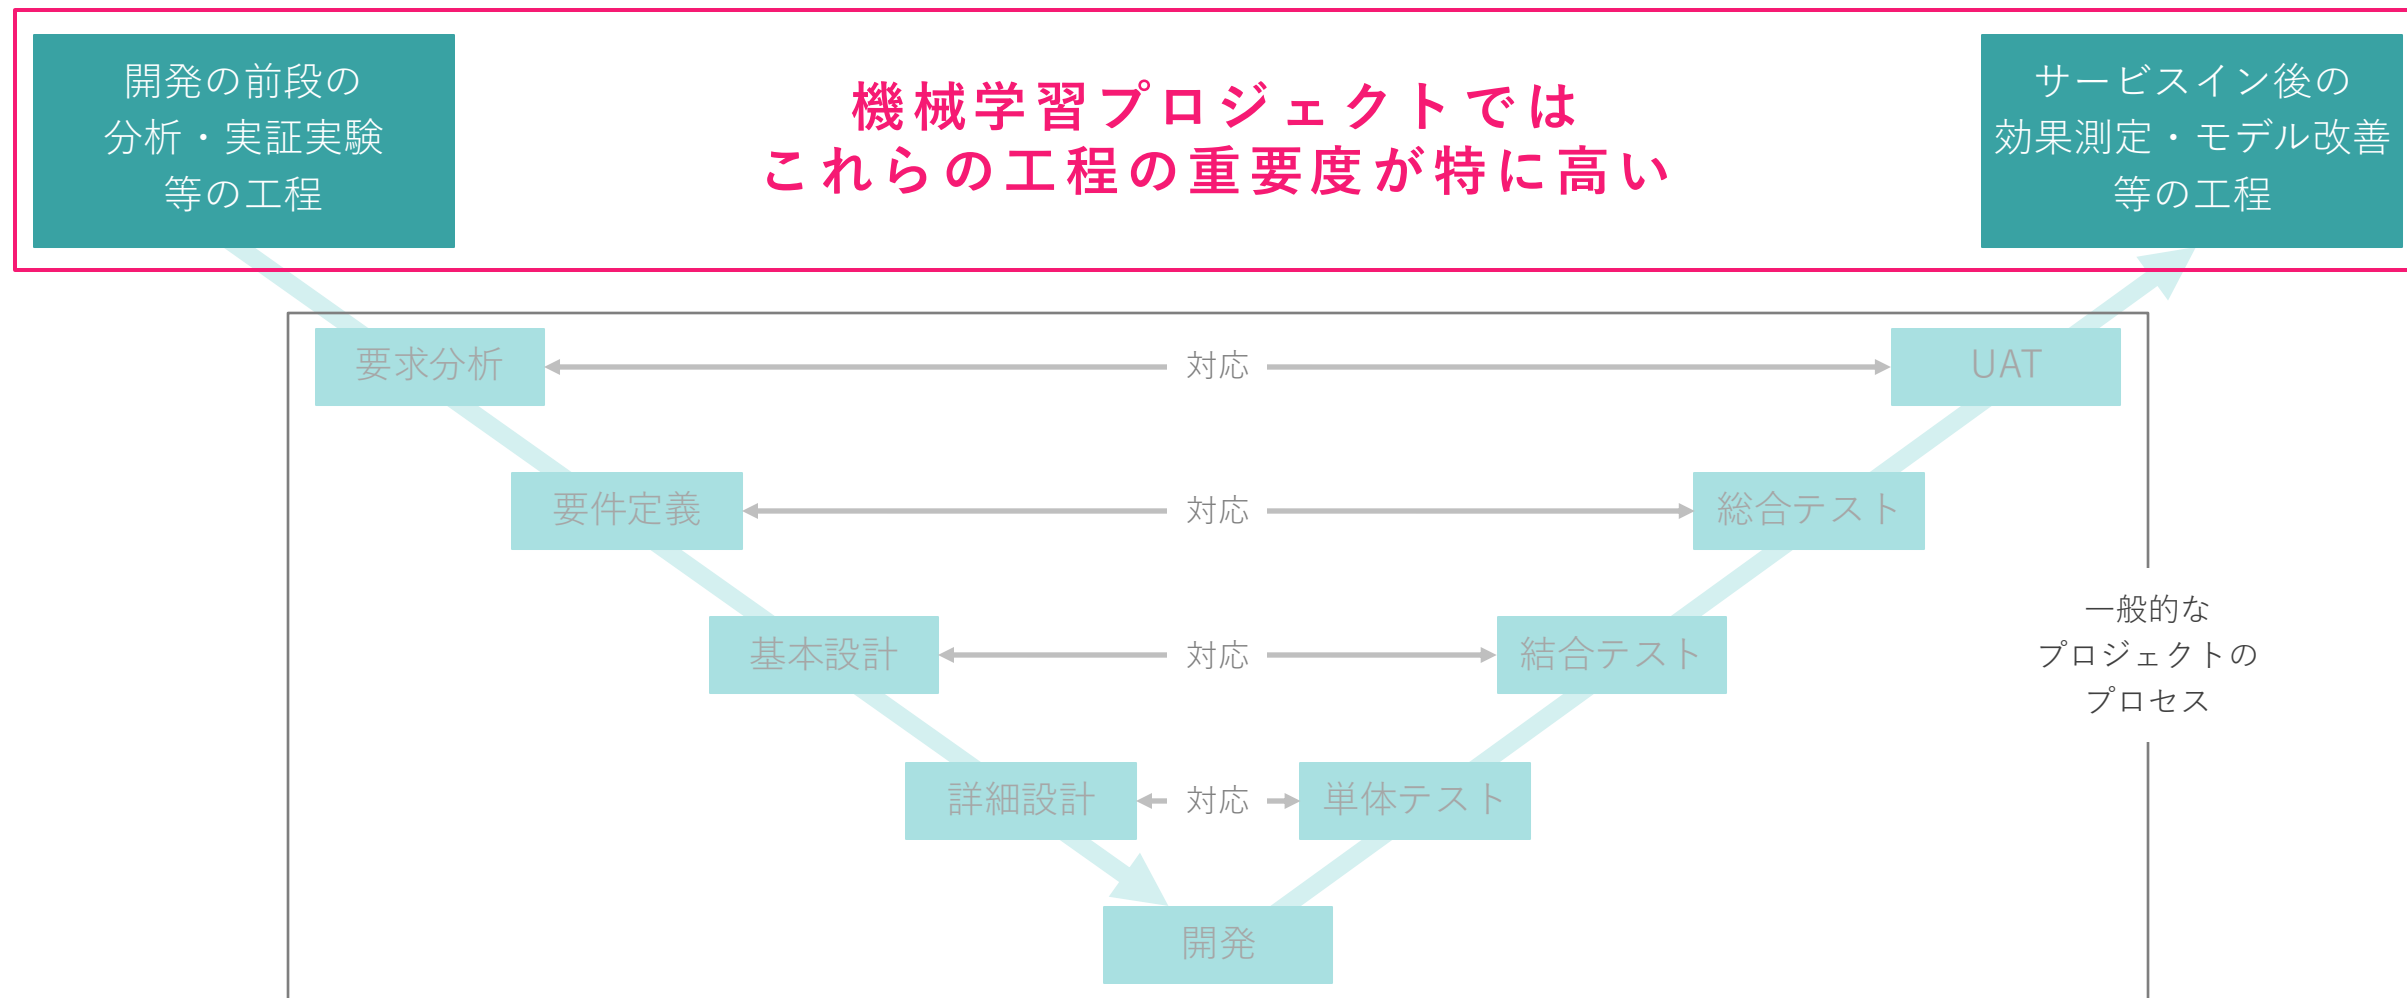 開発の前段の
分析・実証実験
等の工程
機械学習プロジェクトでは
これらの工程の重要度が特に高い
サービスイン後の
効果測定・モデル改善
等の工程
要求分析
対応
UAT
要件定義
対応
総合テスト
基本設計
対応
結合テスト
一般的な
プロジェクトの
プロセス
詳細設計
対応
単体テスト
開発